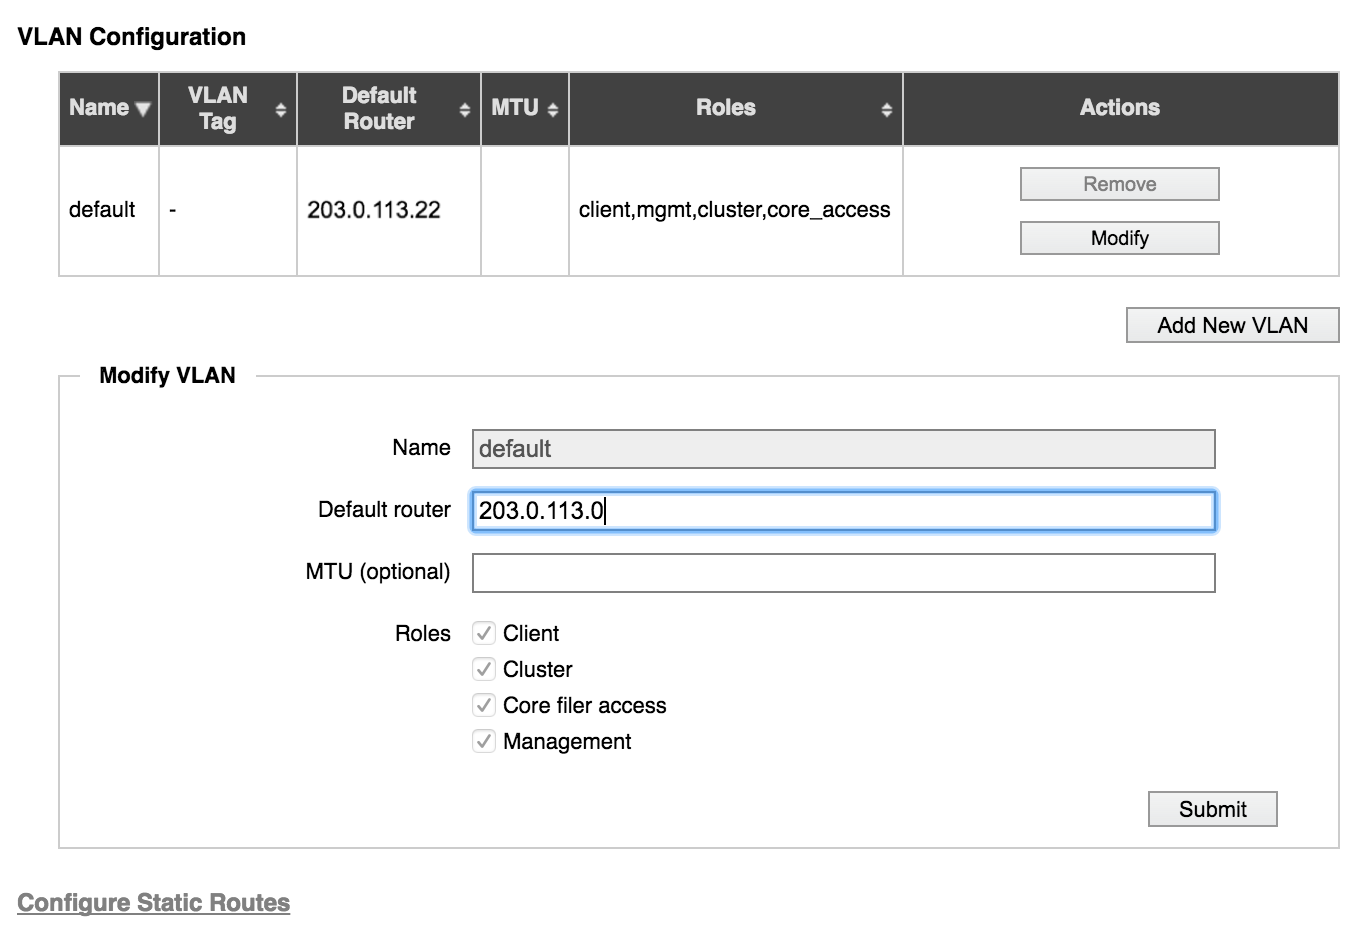 VLAN Configuration
Name VLAN Tag Default Router MTU Roles Actions
default - 203.0.113.22 client,mgmt,cluster,core_access
Remove
Modify
Add New VLAN
Modify VLAN
Name default
Default router 203.0.113.0
MTU (optional)
Roles Client
Cluster
Core filer access
Management
Submit
Configure Static Routes